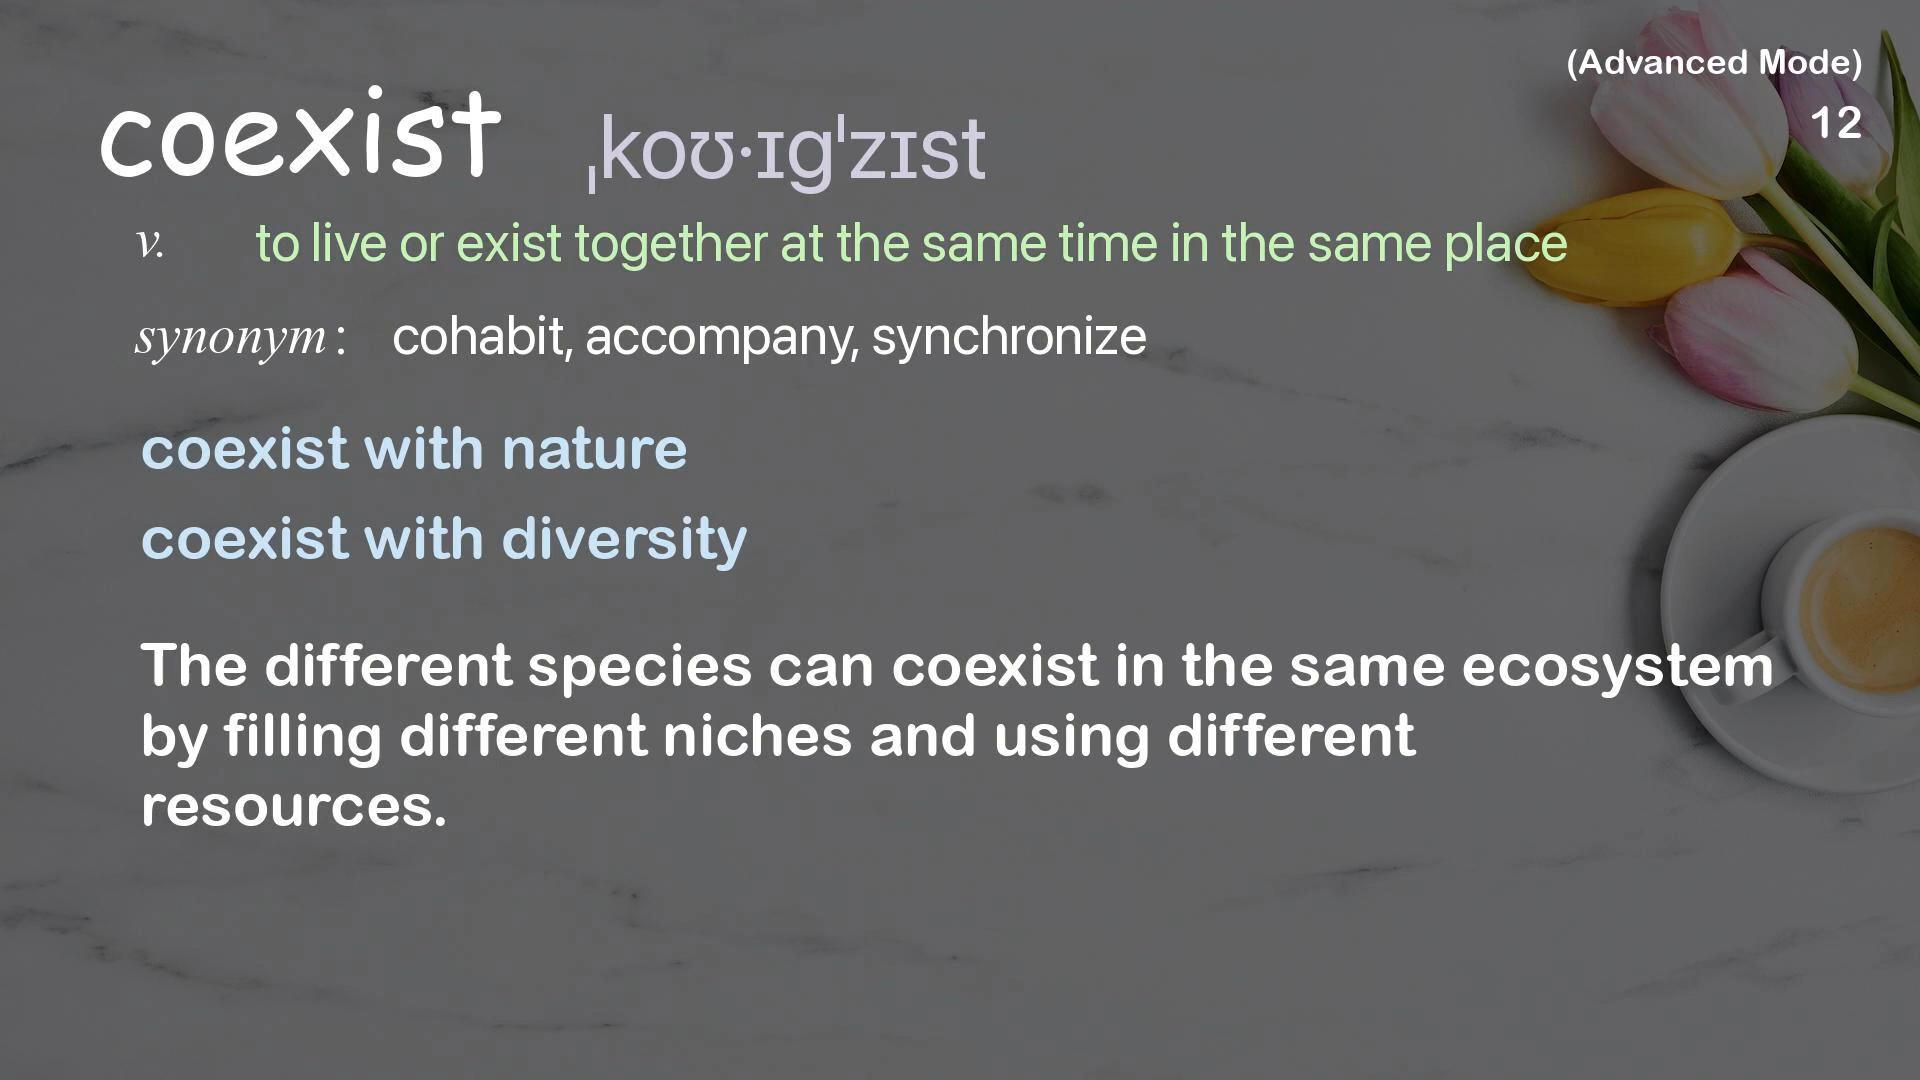 (Advanced Mode)
12
coexist ˌkoʊ·ɪgˈzɪst
v. to live or exist together at the same time in the same place
synonym : cohabit, accompany, synchronize
coexist with nature
coexist with diversity
The different species can coexist in the same ecosystem
by filling different niches and using different
resources.